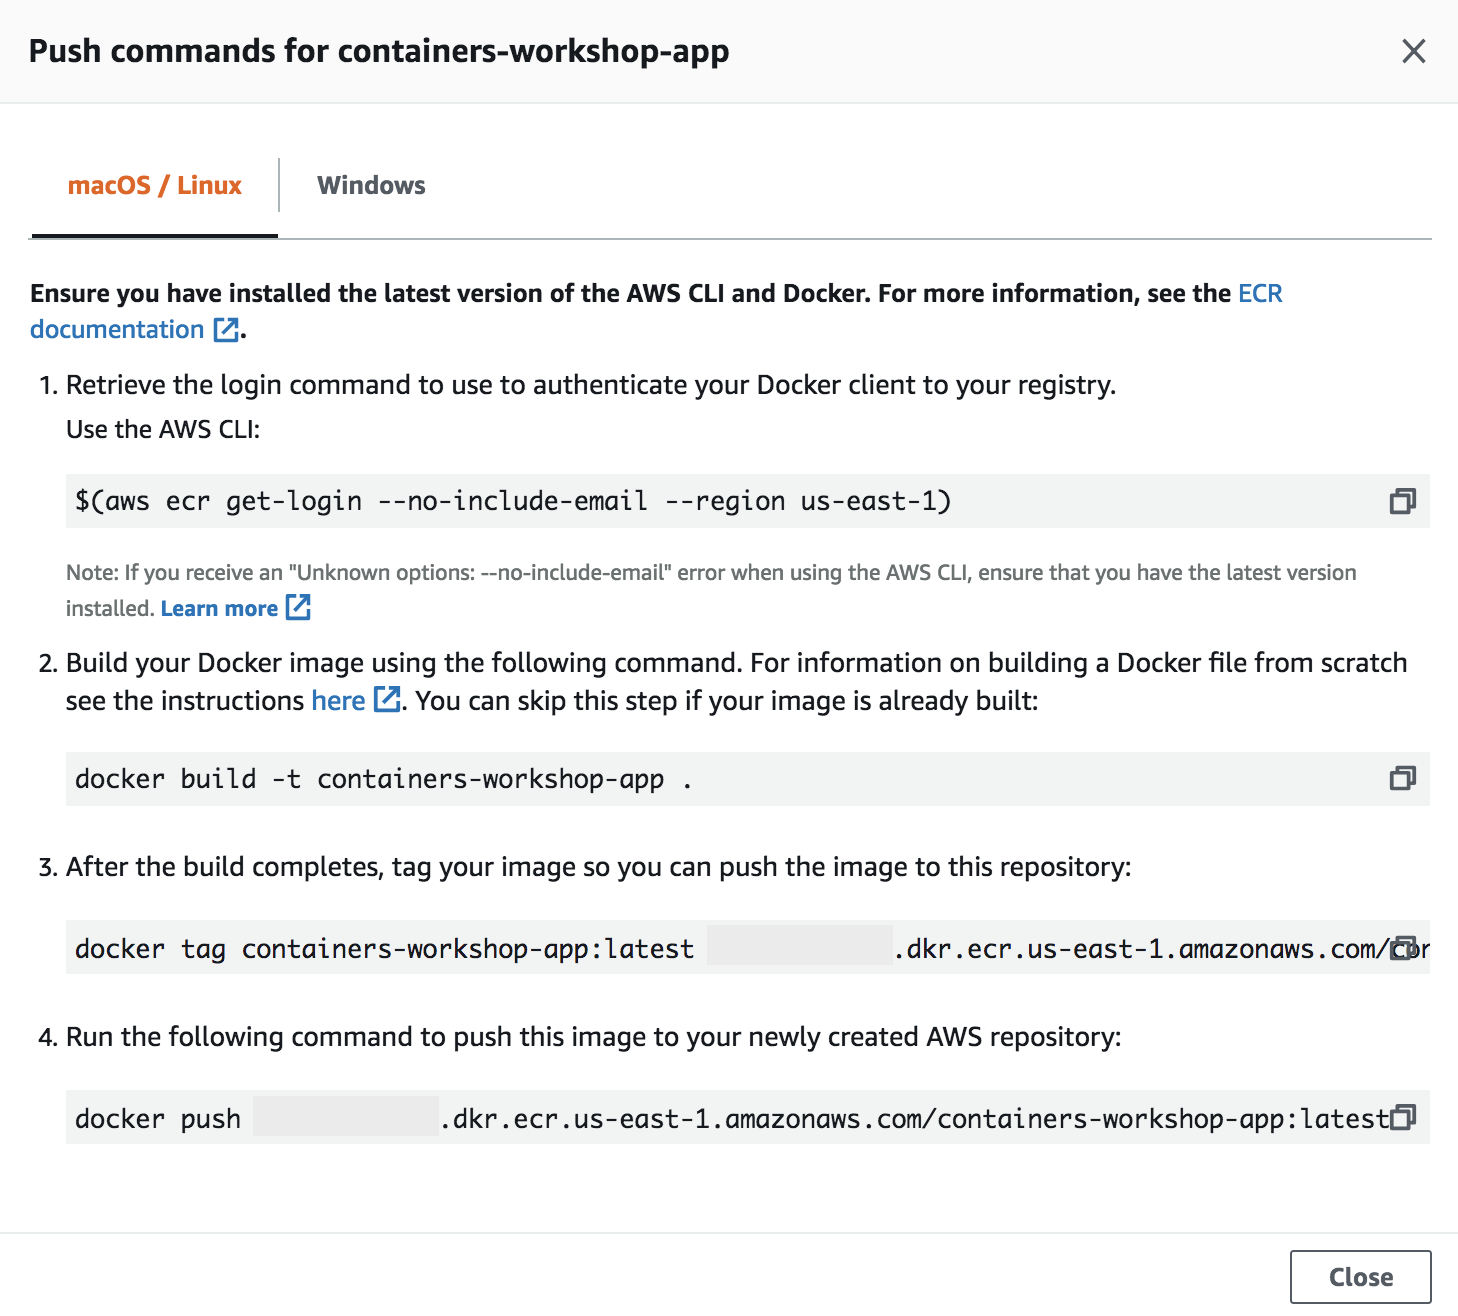 Push commands for containers-workshop-app
macOS / Linux
Windows
Ensure you have installed the latest version of the AWS CLI and Docker. For more information, see the ECR
documentation .
1. Retrieve the login command to use to authenticate your Docker client to your registry.
Use the AWS CLI:
$(aws ecr get-login --no-include-email --region us-east-1)
Note: If you receive an "Unknown options: --no-include-email" error when using the AWS CLI, ensure that you have the latest version
installed. Learn more
2. Build your Docker image using the following command. For information on building a Docker file from scratch
see the instructions here . You can skip this step if your image is already built:
docker build -t containers-workshop-app .
3. After the build completes, tag your image so you can push the image to this repository:
docker tag containers-workshop-app:latest .dkr.ecr.us-east-1.amazonaws.com/
4. Run the following command to push this image to your newly created AWS repository:
docker push .dkr.ecr.us-east-1.amazonaws.com/containers-workshop-app:latest
Close